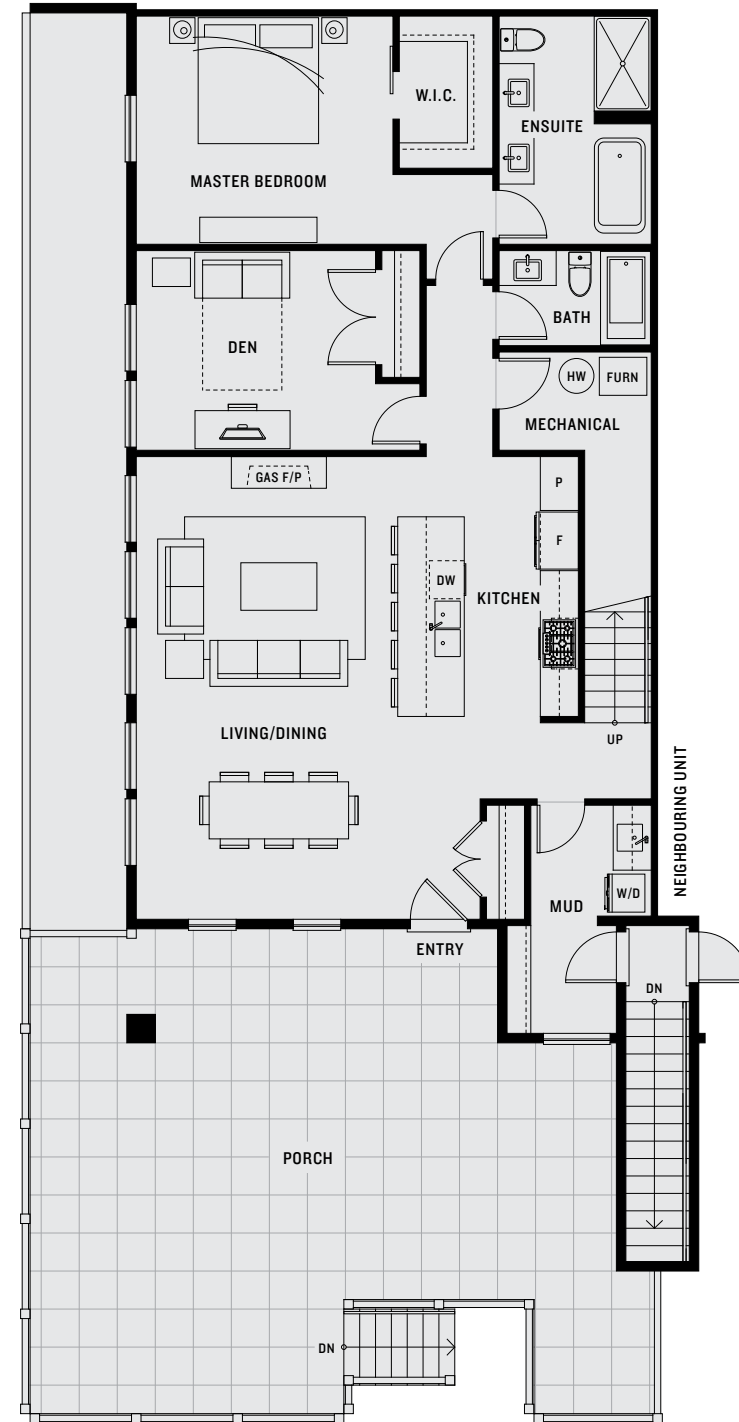 W.I.C.
ENSUITE
MASTER BEDROOM
BATH
DEN
HW
FURN
MECHANICAL
GAS F/P
P
F
DW
KITCHEN
LIVING/DINING
UP
NEIGHBOURING UNIT
W/D
MUD
ENTRY
DN
PORCH
DN